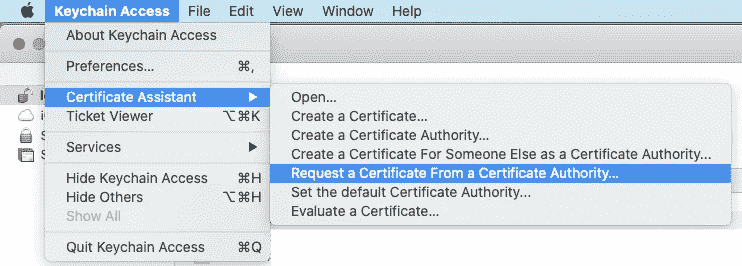 Keychain Access File Edit View Window Help
About Keychain Access
Preferences... ⌘,
Certificate Assistant ▶
Ticket Viewer ⌥⌘K
Services ▶
Hide Keychain Access ⌘H
Hide Others ⌥⌘H
Show All
Quit Keychain Access ⌘Q
Open...
Create a Certificate...
Create a Certificate Authority...
Create a Certificate For Someone Else as a Certificate Authority...
Request a Certificate From a Certificate Authority...
Set the default Certificate Authority...
Evaluate a Certificate...